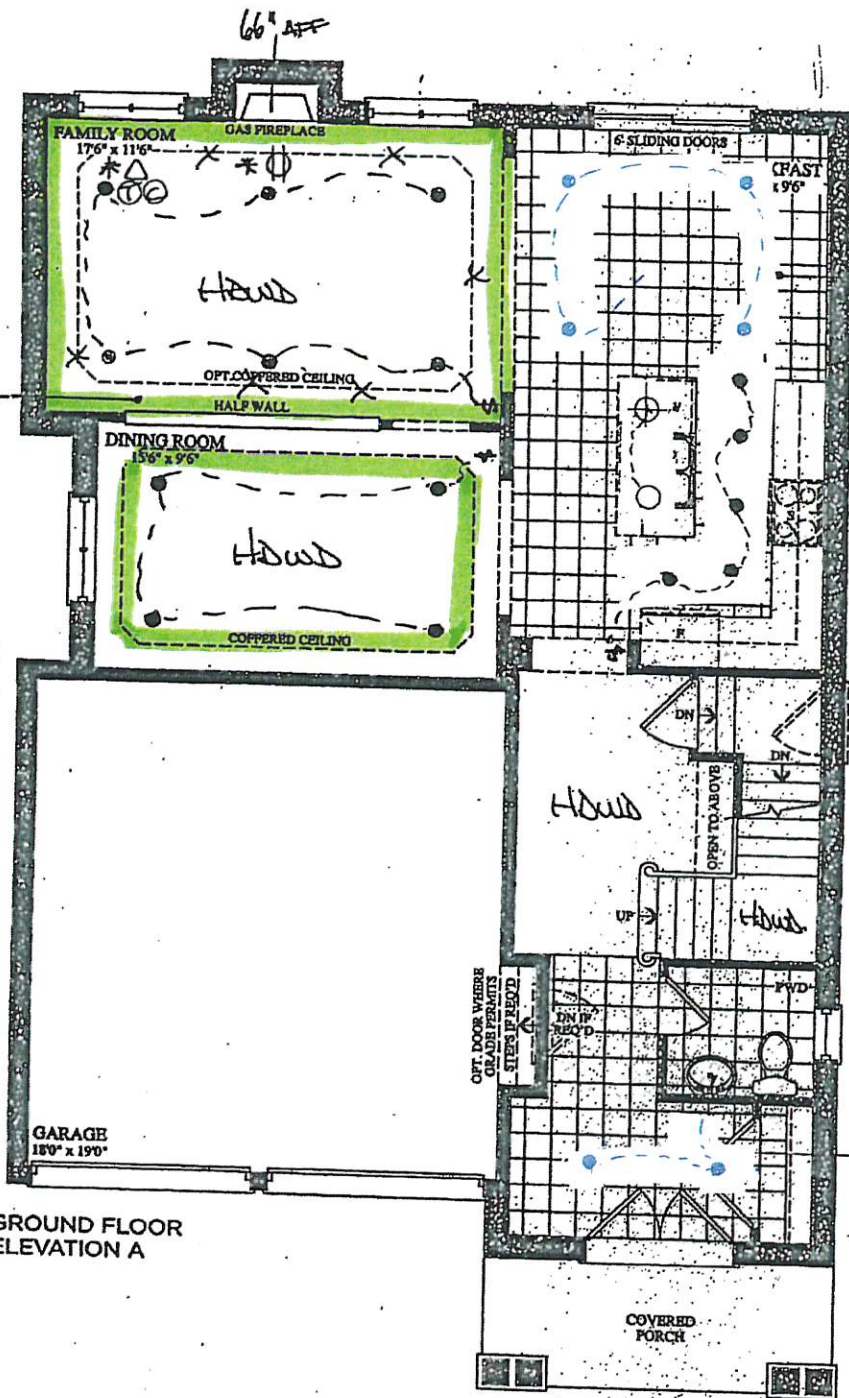 66" AFF
FAMILY ROOM
17'6" x 11'6"
GAS FIREPLACE
6' SLIDING DOORS
KFAST
x 9'6"
T C
HDWD
OPT. COFFERED CEILING
HALF WALL
DINING ROOM
15'6" x 9'6"
HDWD
COFFERED CEILING
F
DN
DN
HDWD
OPEN TO ABOVE
UP
HDWD
PWD
OPT. DOOR WHERE
GRADE PERMITS
STEPS IF REQ'D
DN IF
REQ'D
GARAGE
18'0" x 19'0"
GROUND FLOOR
ELEVATION A
COVERED
PORCH